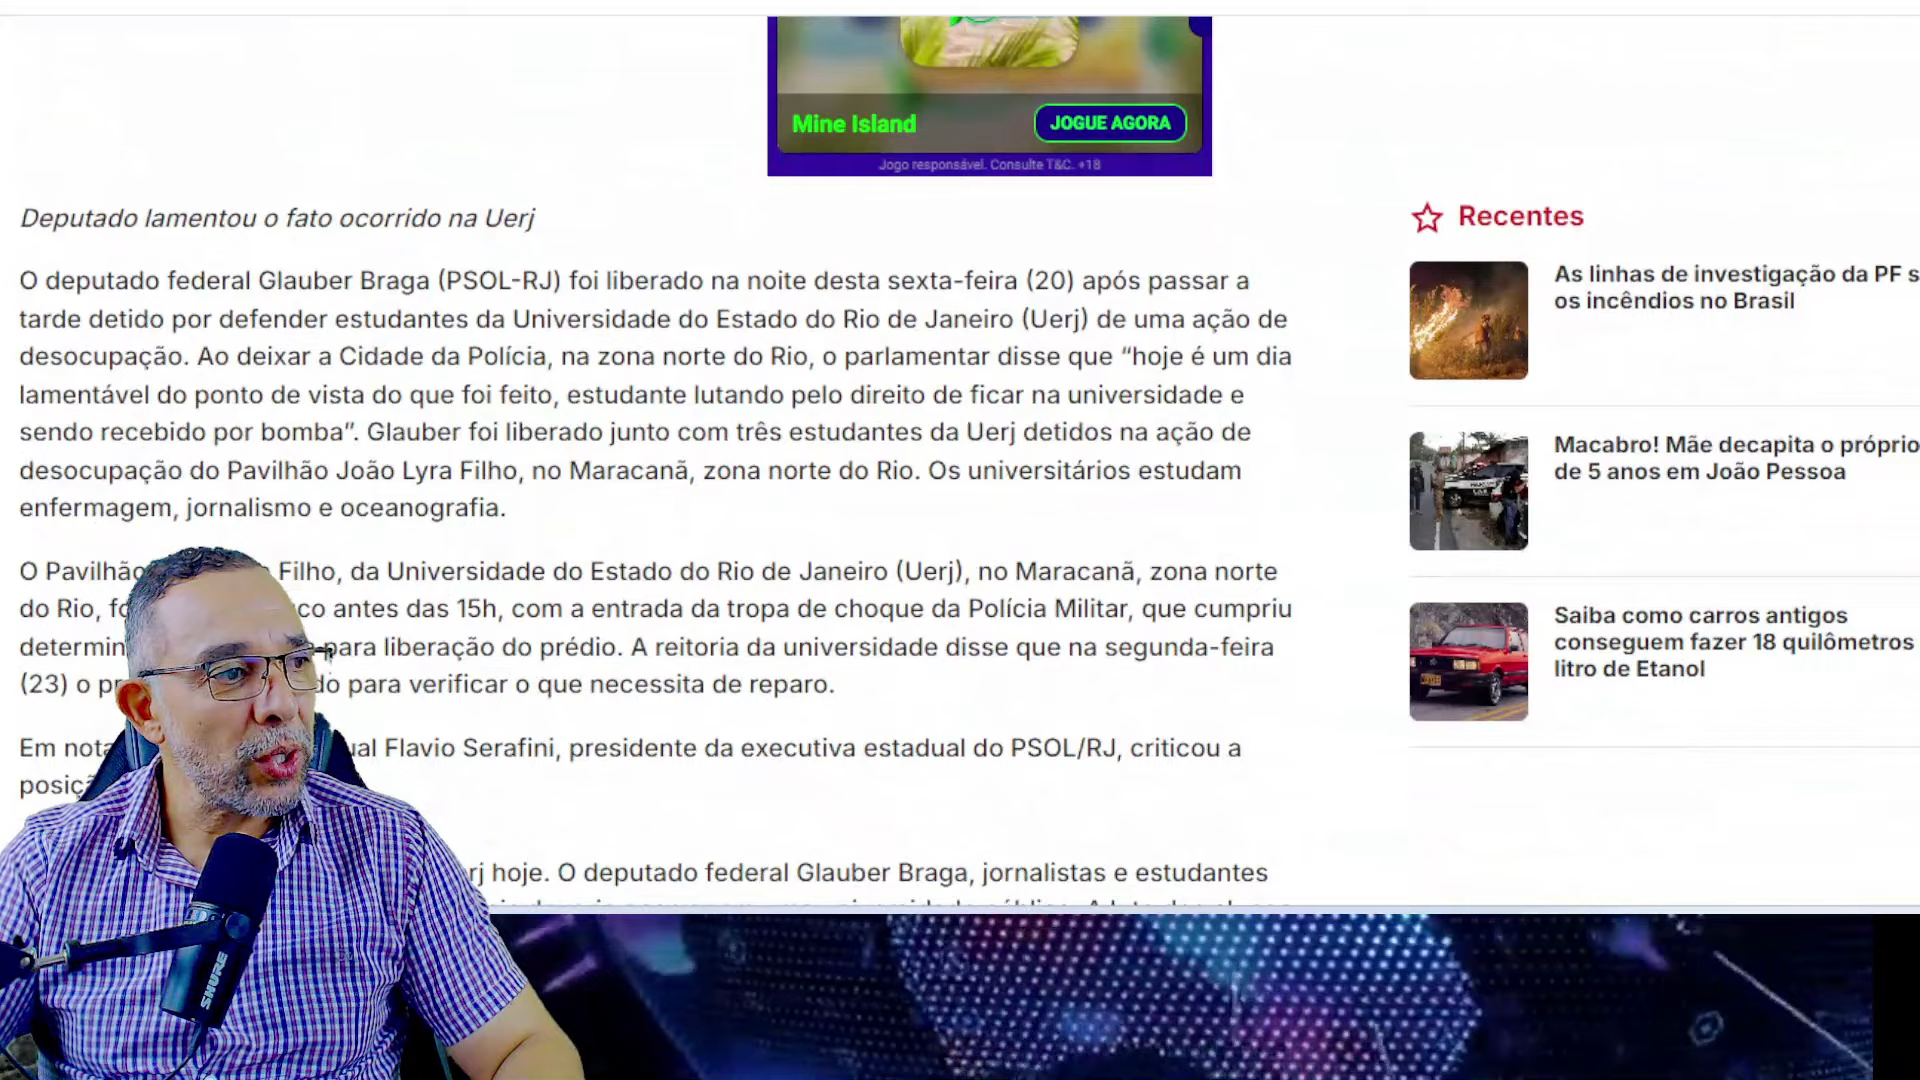 Mine Island
JOGUE AGORA
Jogo responsável. Consulte T&C. +18
Deputado lamentou o fato ocorrido na Uerj
O deputado federal Glauber Braga (PSOL-RJ) foi liberado na noite desta sexta-feira (20) após passar a
tarde detido por defender estudantes da Universidade do Estado do Rio de Janeiro (Uerj) de uma ação de
desocupação. Ao deixar a Cidade da Polícia, na zona norte do Rio, o parlamentar disse que “hoje é um dia
lamentável do ponto de vista do que foi feito, estudante lutando pelo direito de ficar na universidade e
sendo recebido por bomba”. Glauber foi liberado junto com três estudantes da Uerj detidos na ação de
desocupação do Pavilhão João Lyra Filho, no Maracanã, zona norte do Rio. Os universitários estudam
enfermagem, jornalismo e oceanografia.
O Pavilhão Filho, da Universidade do Estado do Rio de Janeiro (Uerj), no Maracanã, zona norte
do Rio, antes das 15h, com a entrada da tropa de choque da Polícia Militar, que cumpriu
para liberação do prédio. A reitoria da universidade disse que na segunda-feira
(23) o para verificar o que necessita de reparo.
Em nota Flavio Serafini, presidente da executiva estadual do PSOL/RJ, criticou a
hoje. O deputado federal Glauber Braga, jornalistas e estudantes
Recentes
As linhas de investigação da PF s
os incêndios no Brasil
Macabro! Mãe decapita o próprio
de 5 anos em João Pessoa
Saiba como carros antigos
conseguem fazer 18 quilômetros
litro de Etanol
SHURE